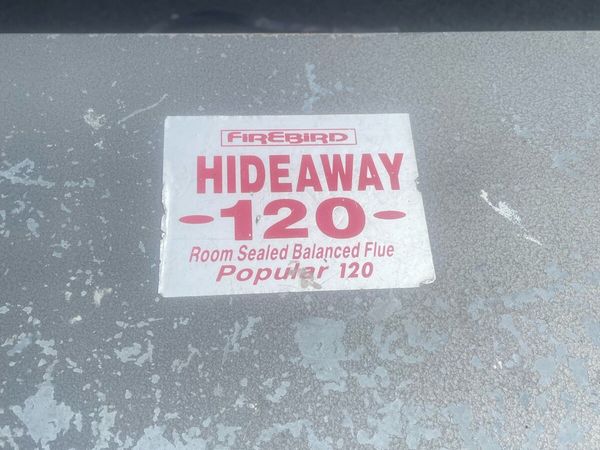 FIREBIRD
HIDEAWAY
-120-
Room Sealed Balanced Flue
Popular 120